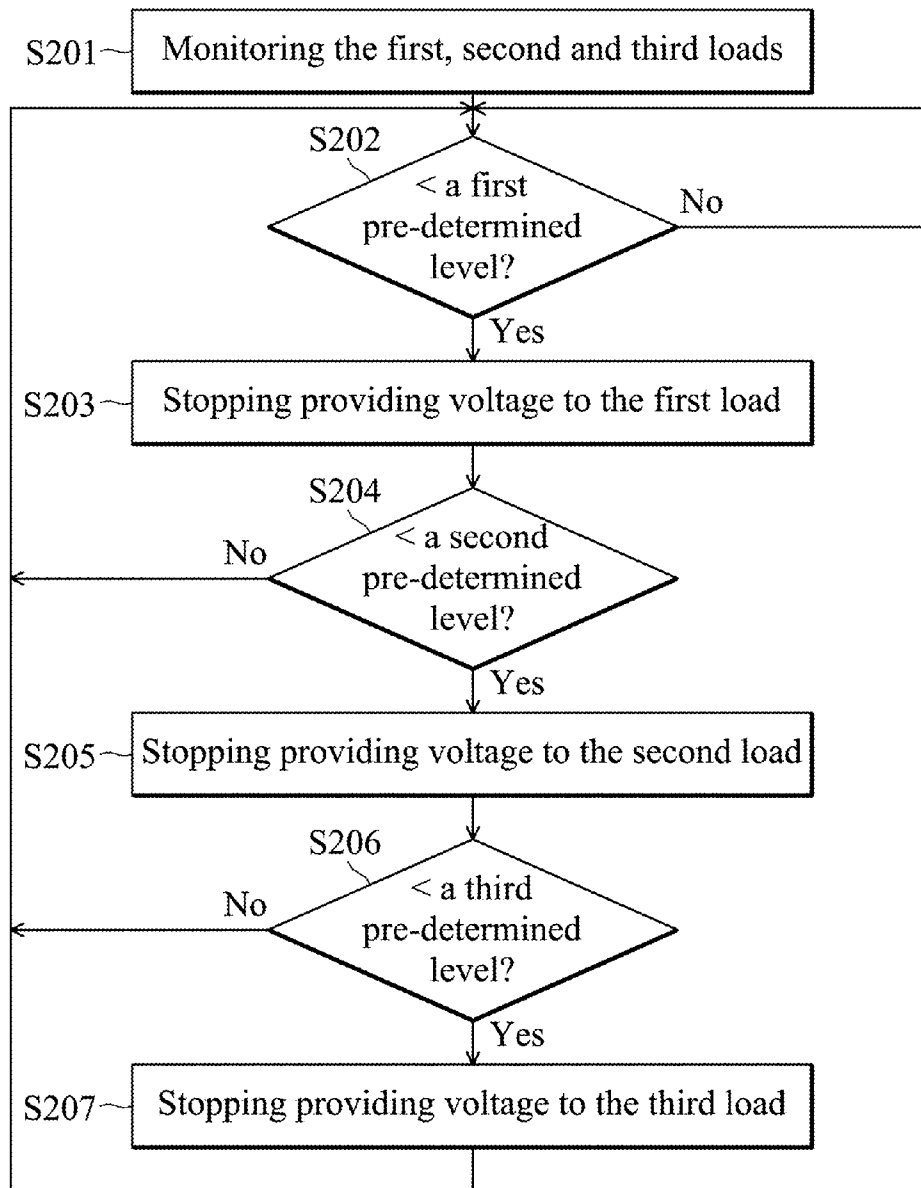 S201
Monitoring the first, second and third loads
S202
< a first
pre-determined
level?
No
Yes
S203
Stopping providing voltage to the first load
S204
< a second
pre-determined
level?
No
Yes
S205
Stopping providing voltage to the second load
S206
< a third
pre-determined
level?
No
Yes
S207
Stopping providing voltage to the third load